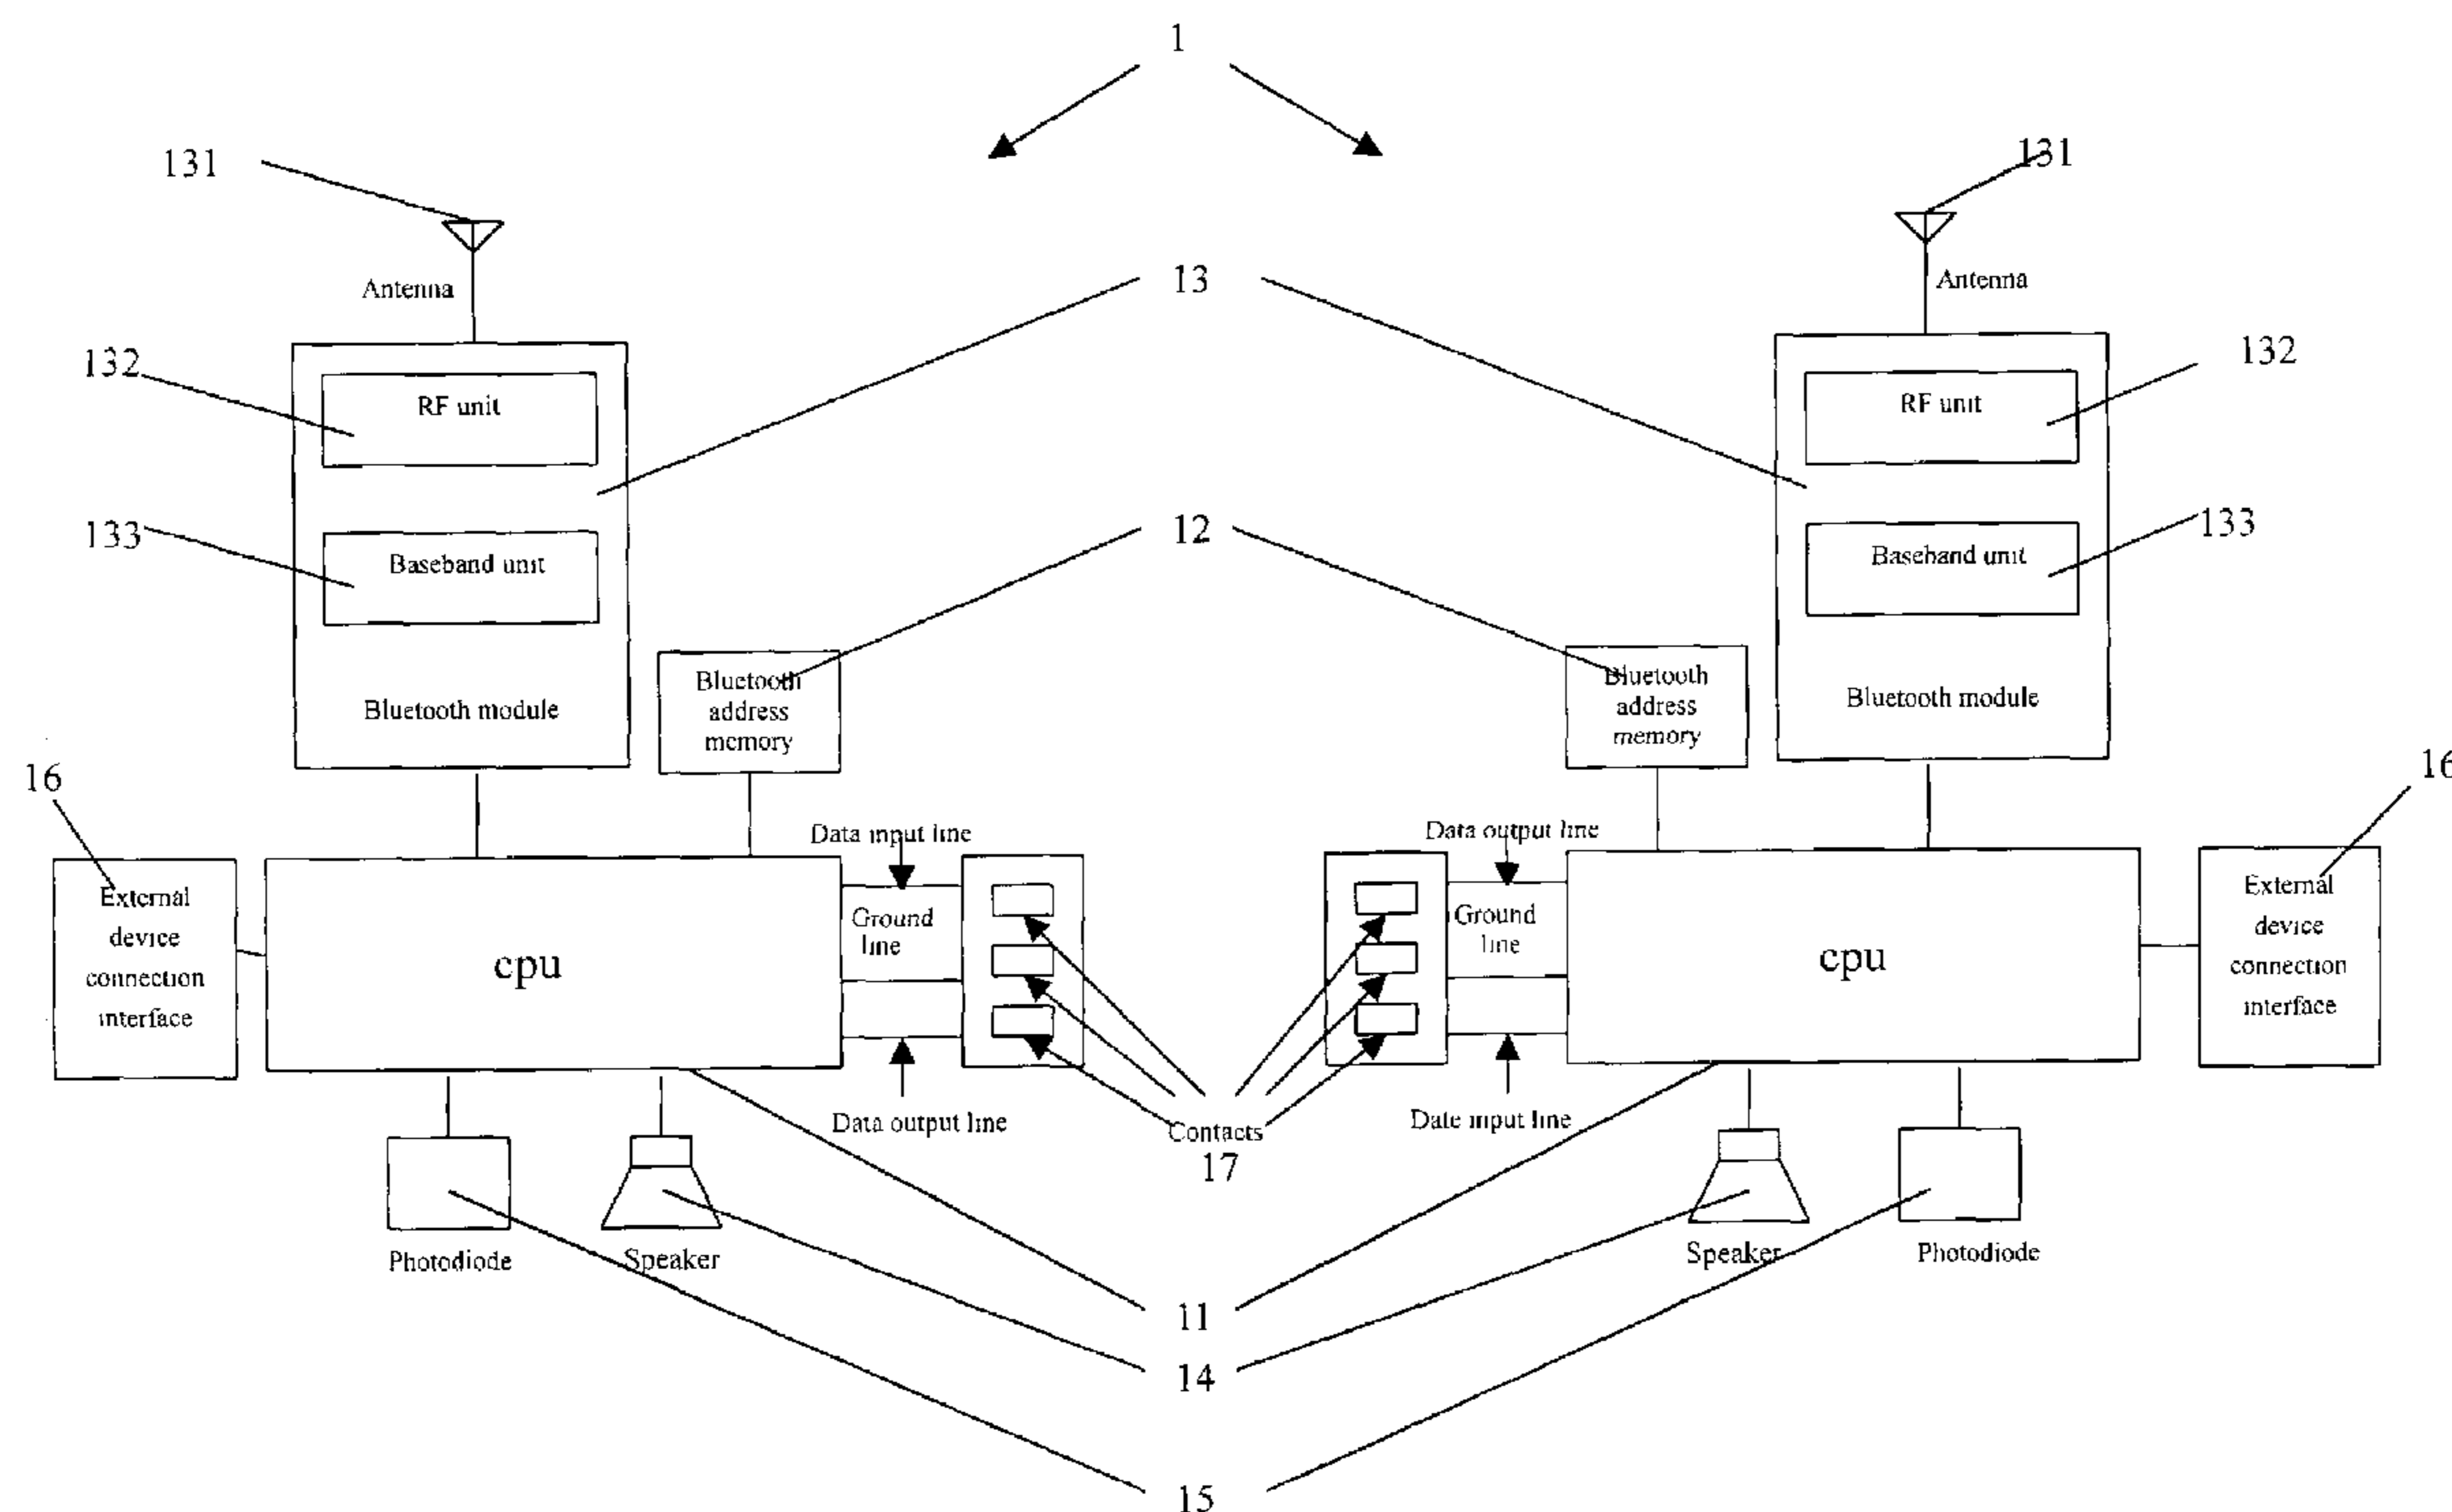 1
131
131
Antenna
13
Antenna
132
RF unit
RF unit
132
133
Baseband unit
12
Baseband unit
133
Bluetooth
address
memory
Bluetooth
address
memory
Bluetooth module
Bluetooth module
16
16
Data input line
Data output line
External
device
connection
interface
cpu
Ground
line
Ground
line
cpu
External
device
connection
interface
Data output line
Contacts
17
Date input line
Photodiode
Speaker
Speaker
Photodiode
11
14
15